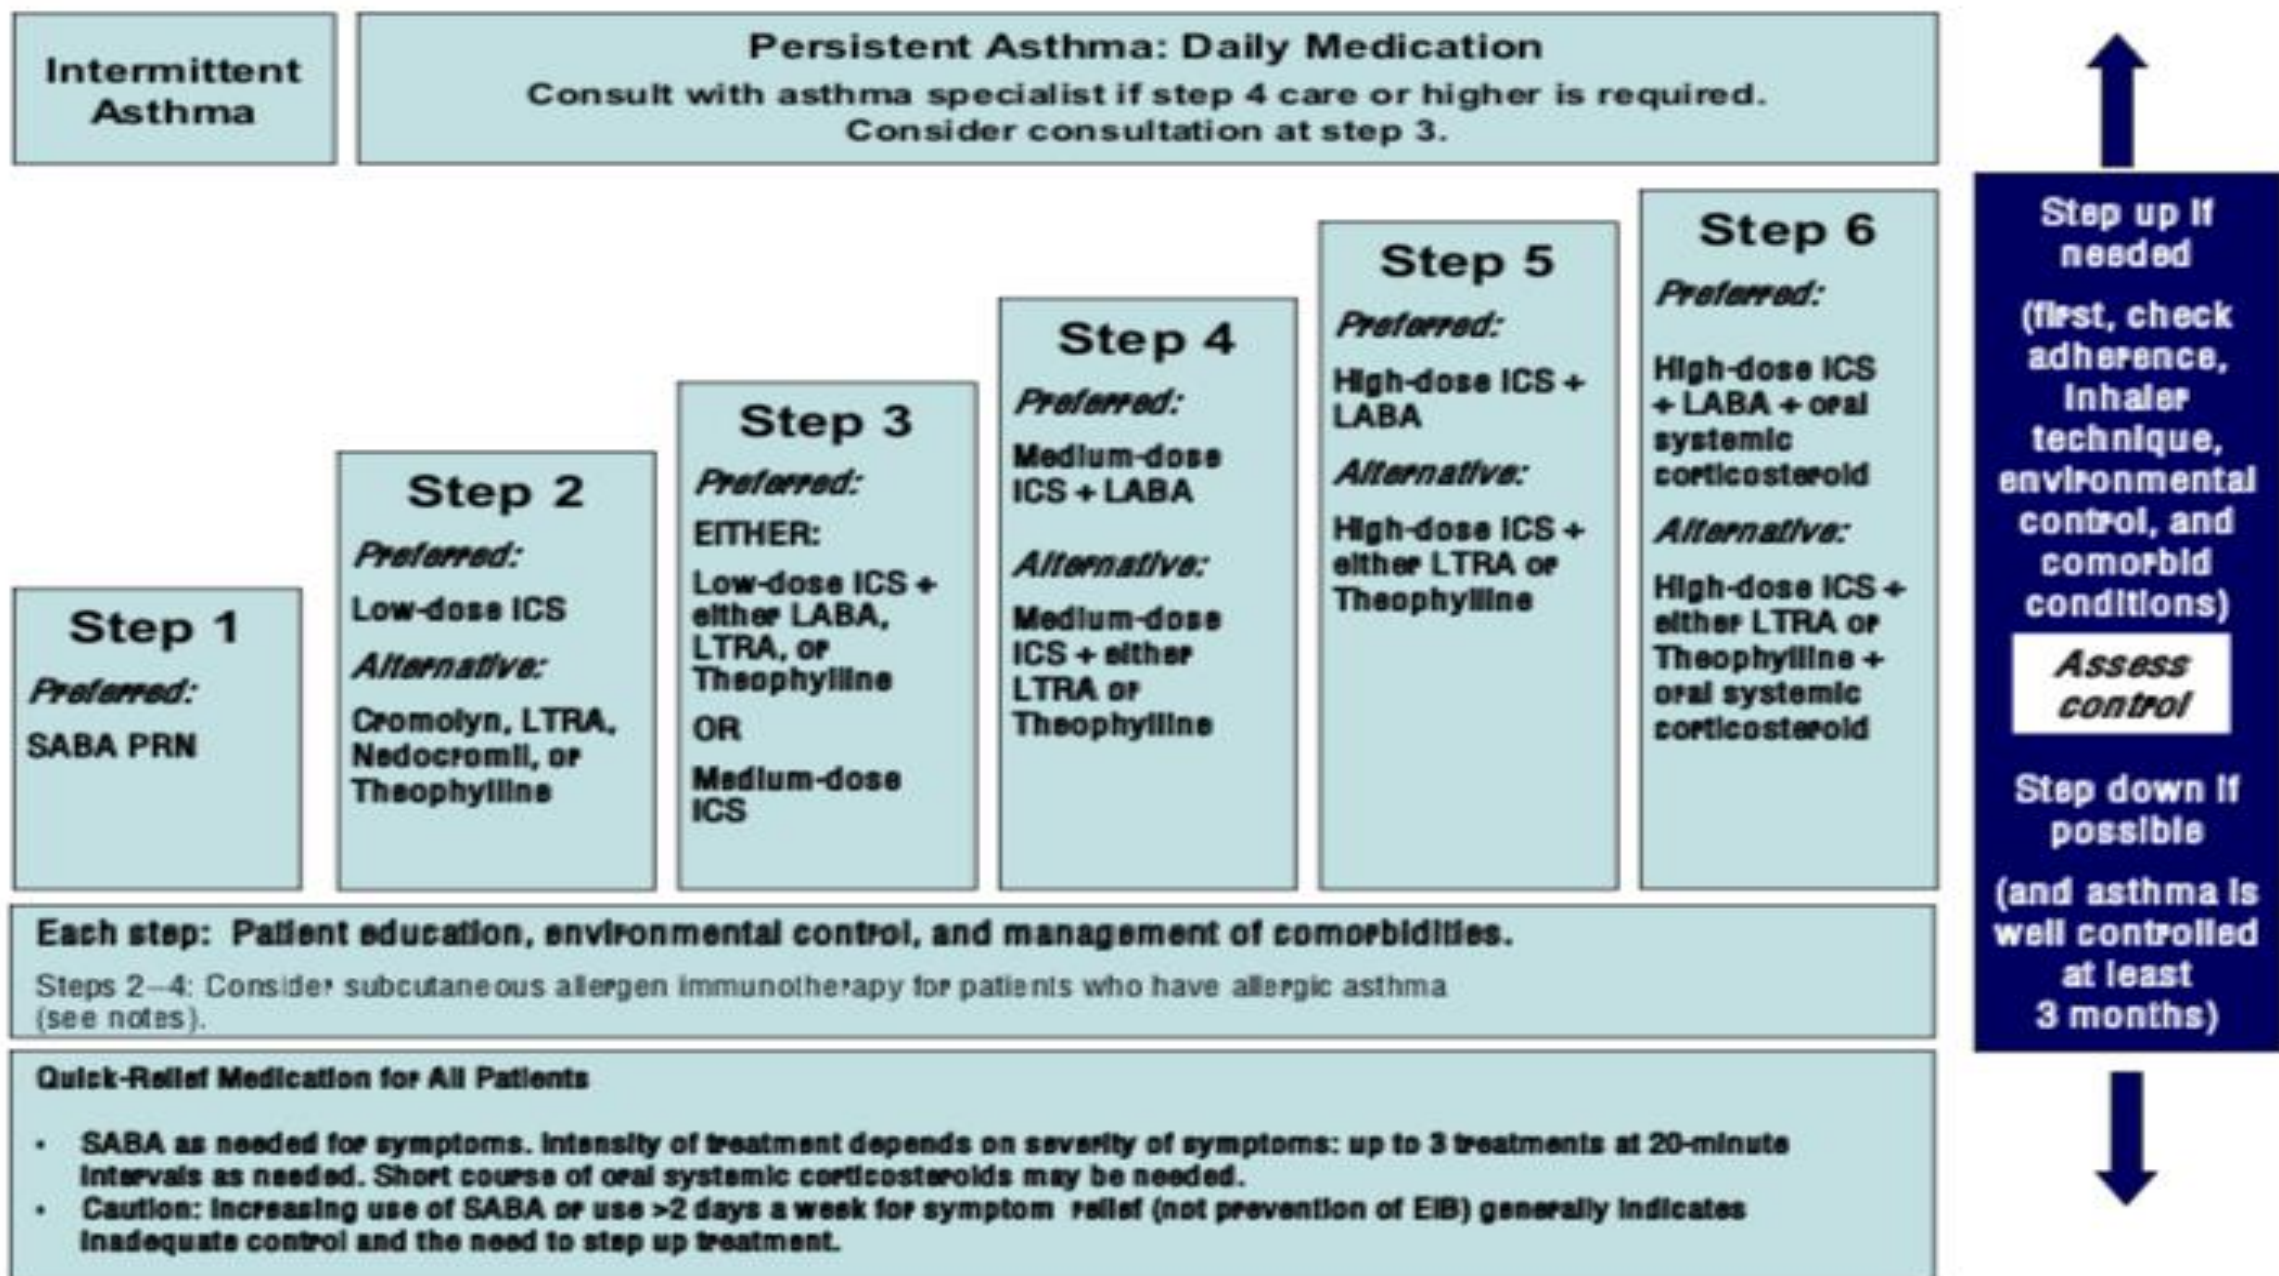 Intermittent
Asthma
Persistent Asthma: Daily Medication
Consult with asthma specialist if step 4 care or higher is required.
Consider consultation at step 3.
Step 1
Preferred:
SABA PRN
Step 2
Preferred:
Low-dose ICS
Alternative:
Cromolyn, LTRA,
Nedocromil, or
Theophylline
Step 3
Preferred:
EITHER:
Low-dose ICS +
either LABA,
LTRA, or
Theophylline
OR
Medium-dose
ICS
Step 4
Preferred:
Medium-dose
ICS + LABA
Alternative:
Medium-dose
ICS + either
LTRA or
Theophylline
Step 5
Preferred:
High-dose ICS +
LABA
Alternative:
High-dose ICS +
either LTRA or
Theophylline
Step 6
Preferred:
High-dose ICS
+ LABA + oral
systemic
corticosteroid
Alternative:
High-dose ICS +
either LTRA or
Theophylline +
oral systemic
corticosteroid
Each step: Patient education, environmental control, and management of comorbidities.
Steps 2–4: Consider subcutaneous allergen immunotherapy for patients who have allergic asthma
(see notes).
Quick-Relief Medication for All Patients
• SABA as needed for symptoms. Intensity of treatment depends on severity of symptoms: up to 3 treatments at 20-minute
intervals as needed. Short course of oral systemic corticosteroids may be needed.
• Caution: Increasing use of SABA or use >2 days a week for symptom relief (not prevention of EIB) generally indicates
inadequate control and the need to step up treatment.
Step up if
needed
(first, check
adherence,
inhaler
technique,
environmental
control, and
comorbid
conditions)
Assess
control
Step down if
possible
(and asthma is
well controlled
at least
3 months)